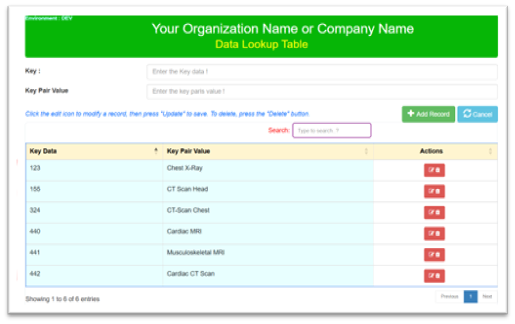 Environment : DEV
Your Organization Name or Company Name
Data Lookup Table
Key :
Enter the Key data !
Key Pair Value
Enter the key paris value !
Click the edit icon to modify a record, then press "Update" to save. To delete, press the "Delete" button.
Add Record
Cancel
Search:
Type to search..?
Key Data
Key Pair Value
Actions
123
Chest X-Ray
155
CT Scan Head
324
CT-Scan Chest
440
Cardiac MRI
441
Musculoskeletal MRI
442
Cardiac CT Scan
Showing 1 to 6 of 6 entries
Previous
1
Next